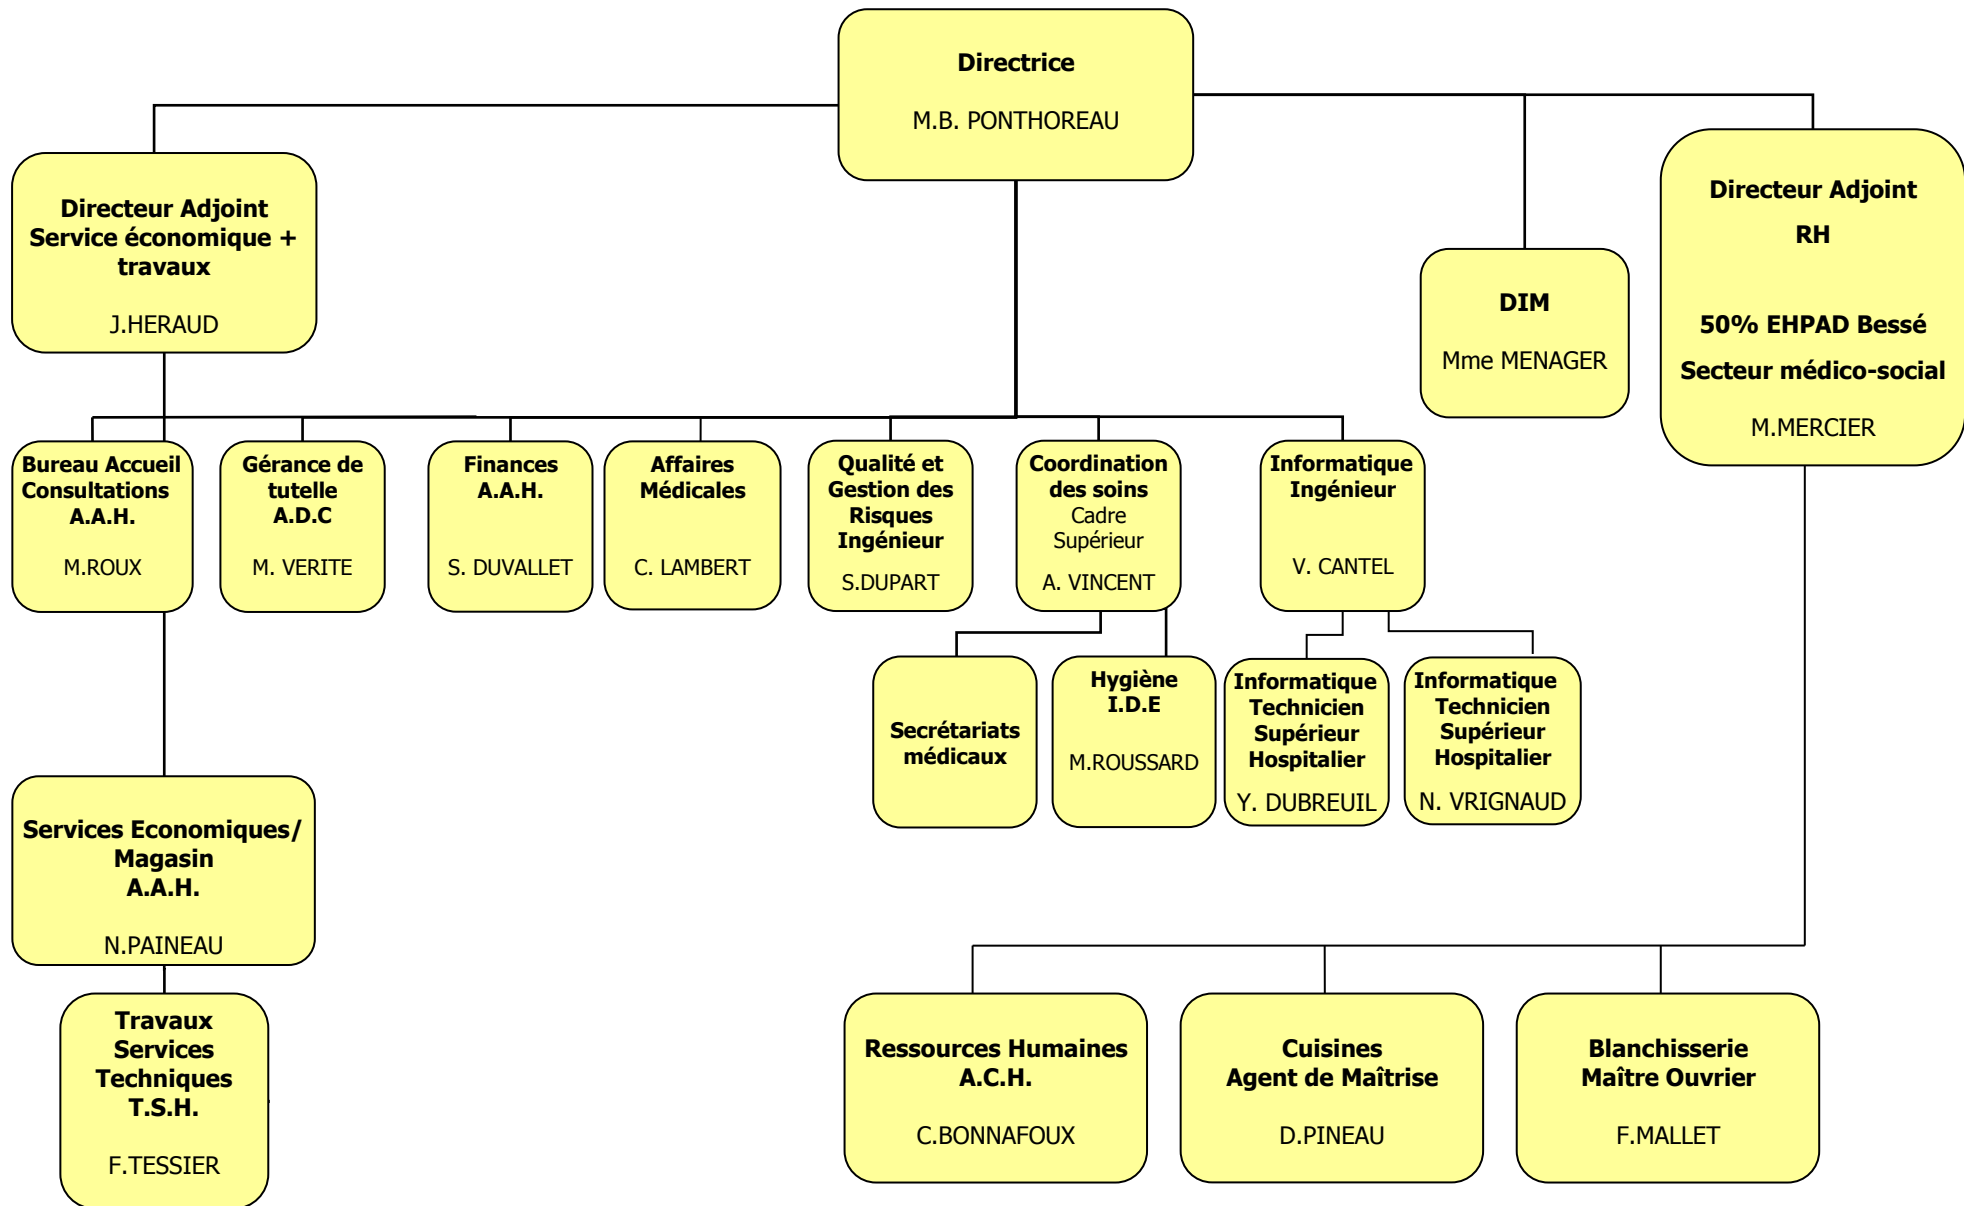 Directrice
M.B. PONTHOREAU
Directeur Adjoint
Service économique +
travaux
J.HERAUD
DIM
Mme MENAGER
Directeur Adjoint
RH
50% EHPAD Bessé
Secteur médico-social
M.MERCIER
Bureau Accueil
Consultations
A.A.H.
M.ROUX
Gérance de
tutelle
A.D.C
M. VERITE
Finances
A.A.H.
S. DUVALLET
Affaires
Médicales
C. LAMBERT
Qualité et
Gestion des
Risques
Ingénieur
S.DUPART
Coordination
des soins
Cadre
Supérieur
A. VINCENT
Informatique
Ingénieur
V. CANTEL
Secrétariats
médicaux
Hygiène
I.D.E
M.ROUSSARD
Informatique
Technicien
Supérieur
Hospitalier
Y. DUBREUIL
Informatique
Technicien
Supérieur
Hospitalier
N. VRIGNAUD
Services Economiques/
Magasin
A.A.H.
N.PAINEAU
Travaux
Services
Techniques
T.S.H.
F.TESSIER
Ressources Humaines
A.C.H.
C.BONNAFOUX
Cuisines
Agent de Maîtrise
D.PINEAU
Blanchisserie
Maître Ouvrier
F.MALLET